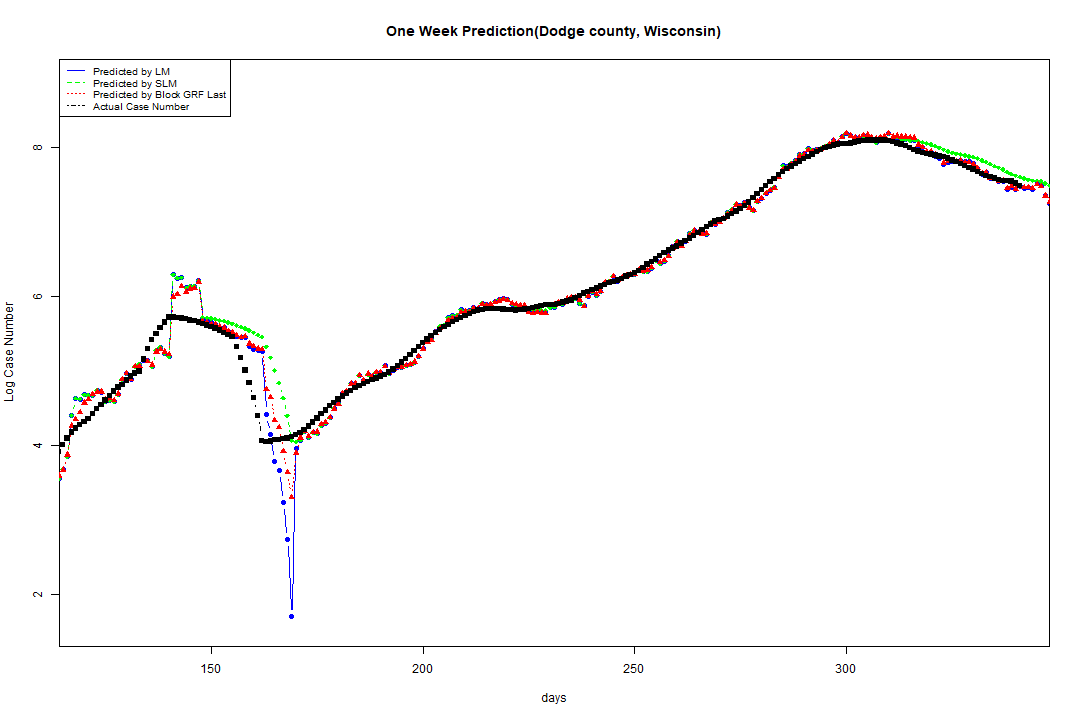 One Week Prediction(Dodge county, Wisconsin)
Predicted by LM
Predicted by SLM
Predicted by Block GRF Last
Actual Case Number
8
6
4
2
Log Case Number
150 200 250 300
days